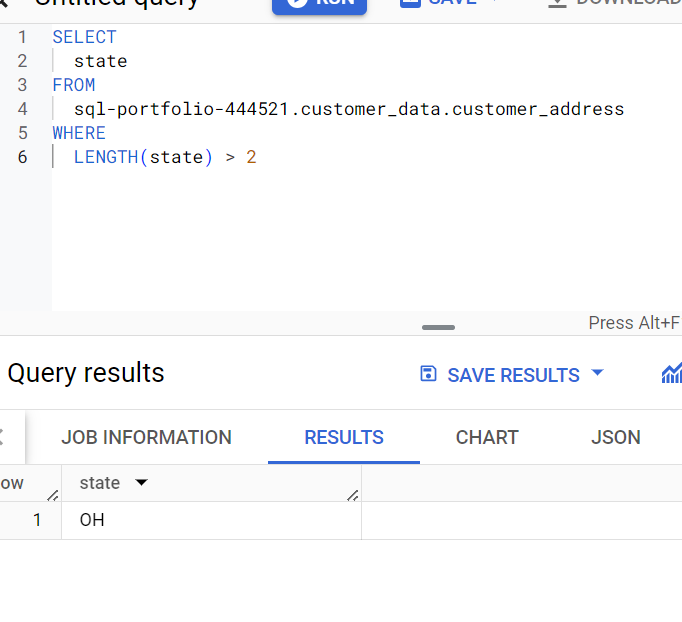 Untitled query RUN SAVE DOWNLOAD
1 SELECT
2 state
3 FROM
4 sql-portfolio-444521.customer_data.customer_address
5 WHERE
6 LENGTH(state) > 2
Press Alt+F
Query results SAVE RESULTS
JOB INFORMATION RESULTS CHART JSON
ow state
1 OH